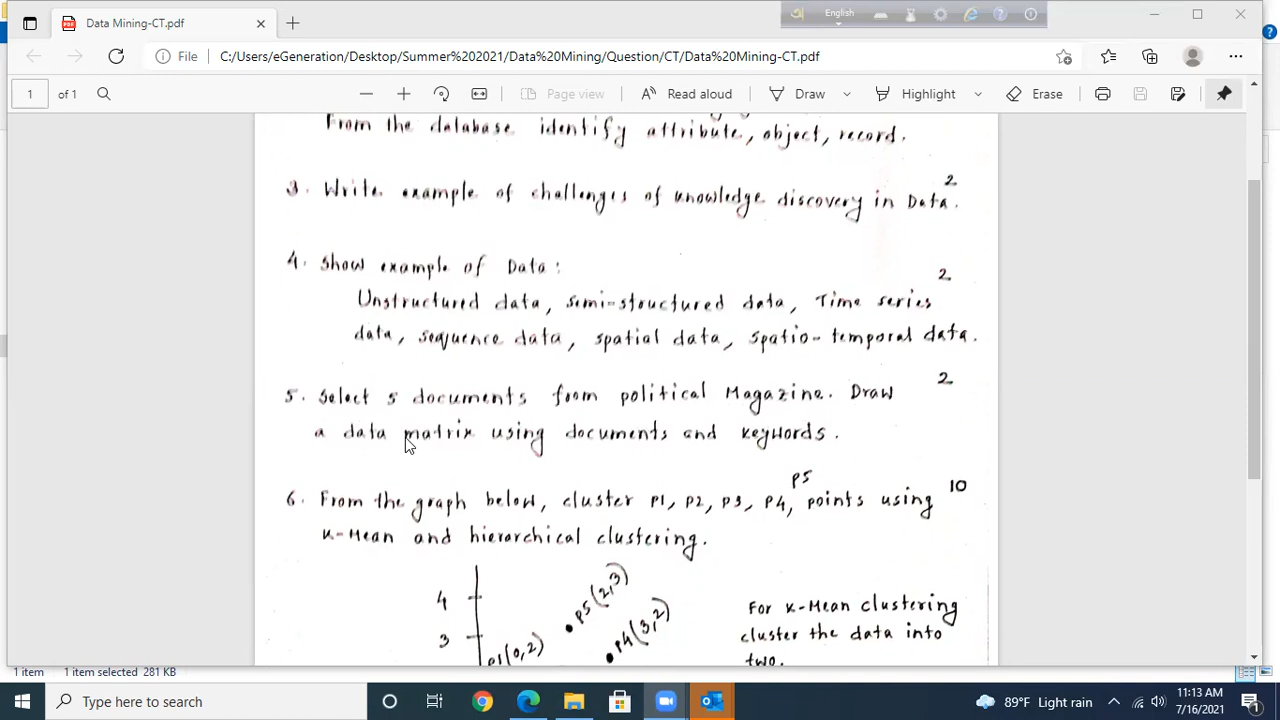 Data Mining-CT.pdf
English
File C:/Users/eGeneration/Desktop/Summer%202021/Data%20Mining/Question/CT/Data%20Mining-CT.pdf
1 of 1 Page view Read aloud Draw Highlight Erase
From the database identify attribute, object, record.
3. Write example of challenges of knowledge discovery in Data. 2
4. Show example of Data: 2
Unstructured data, semi-structured data, Time series
data, sequence data, spatial data, spatio-temporal data.
5. Select 5 documents from political Magazine. Draw 2
a data matrix using documents and keywords.
6. From the graph below, cluster P1, P2, P3, P4, P5 points using 10
K-Mean and hierarchical clustering.
4 P5(2,3) For K-Mean clustering
3 P4(3,2) cluster the data into
P1(0,2) two.
1 item 1 item selected 281 KB
Type here to search 89°F Light rain 11:13 AM
7/16/2021